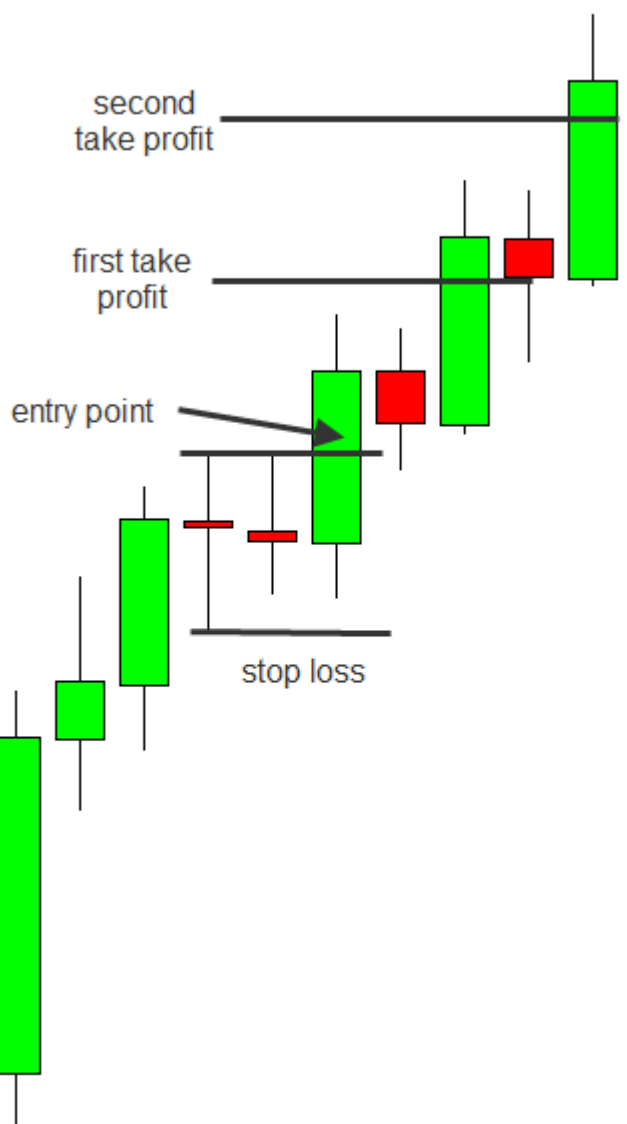 second
take profit
first take
profit
entry point
stop loss